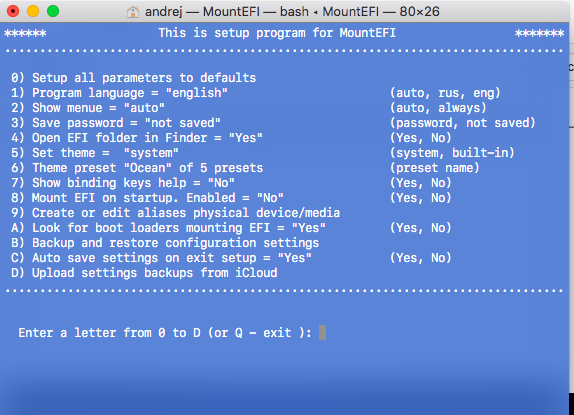 andrej — MountEFI — bash ◂ MountEFI — 80×26
****** This is setup program for MountEFI *******
0) Setup all parameters to defaults
1) Program language = "english" (auto, rus, eng)
2) Show menue = "auto" (auto, always)
3) Save password = "not saved" (password, not saved)
4) Open EFI folder in Finder = "Yes" (Yes, No)
5) Set theme = "system" (system, built-in)
6) Theme preset "Ocean" of 5 presets (preset name)
7) Show binding keys help = "No" (Yes, No)
8) Mount EFI on startup. Enabled = "No" (Yes, No)
9) Create or edit aliases physical device/media
A) Look for boot loaders mounting EFI = "Yes" (Yes, No)
B) Backup and restore configuration settings
C) Auto save settings on exit setup = "Yes" (Yes, No)
D) Upload settings backups from iCloud
Enter a letter from 0 to D (or Q - exit ):